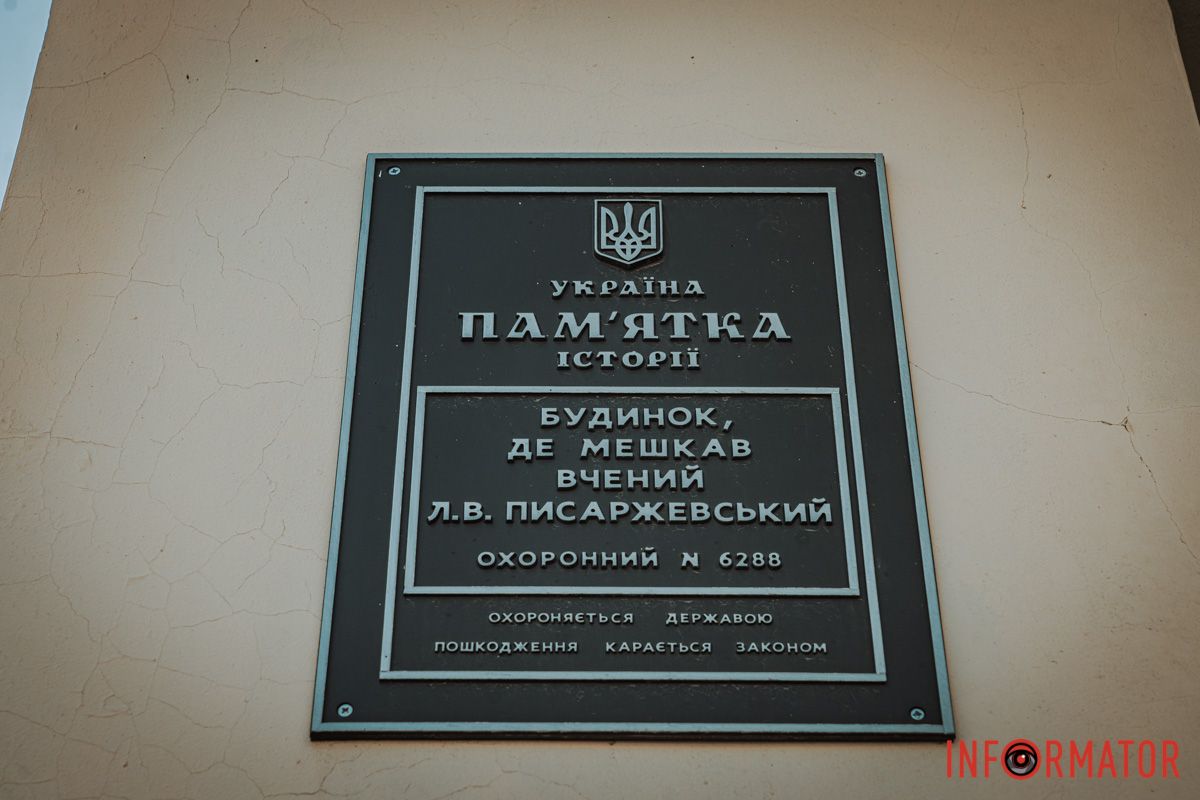 УКРАЇНА
ПАМ'ЯТКА
ІСТОРІЇ
БУДИНОК,
ДЕ МЕШКАВ
ВЧЕНИЙ
Л.В. ПИСАРЖЕВСЬКИЙ
ОХОРОННИЙ N 6288
ОХОРОНЯЄТЬСЯ ДЕРЖАВОЮ
ПОШКОДЖЕННЯ КАРАЄТЬСЯ ЗАКОНОМ
INFORMATOR